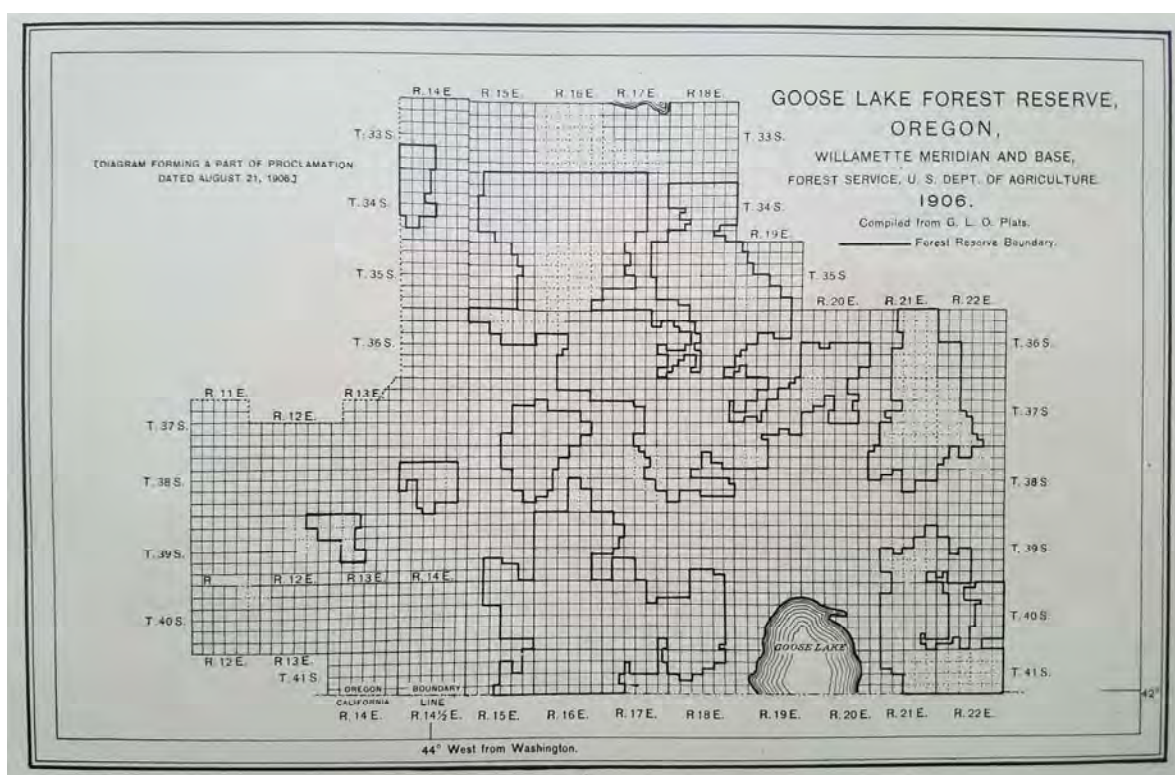 GOOSE LAKE FOREST RESERVE,
OREGON,
WILLAMETTE MERIDIAN AND BASE,
FOREST SERVICE, U. S. DEPT. OF AGRICULTURE.
1906.
Compiled from G. L. O. Plats.
Forest Reserve Boundary.
[DIAGRAM FORMING A PART OF PROCLAMATION
DATED AUGUST 21, 1906.]
R. 14 E. R. 15 E. R. 16 E. R. 17 E. R 18 E.
T. 33 S. T. 33 S.
T. 34 S. T. 34 S.
R. 19 E.
T. 35 S. T. 35 S.
R. 20 E. R. 21 E. R. 22 E.
T. 36 S. T. 36 S.
R. 11 E. R 13 E.
R. 12 E.
T. 37 S. T. 37 S.
T. 38 S. T. 38 S.
T. 39 S. T. 39 S.
R R. 12 E. R 13 E. R. 14 E.
T. 40 S. T. 40 S.
GOOSE LAKE
R. 12 E. R 13 E.
T. 41 S. T. 41 S.
OREGON BOUNDARY
CALIFORNIA LINE
42°
R. 14 E. R. 14½ E. R. 15 E. R. 16 E. R. 17 E. R. 18 E. R. 19 E. R. 20 E. R. 21 E. R. 22 E.
44° West from Washington.